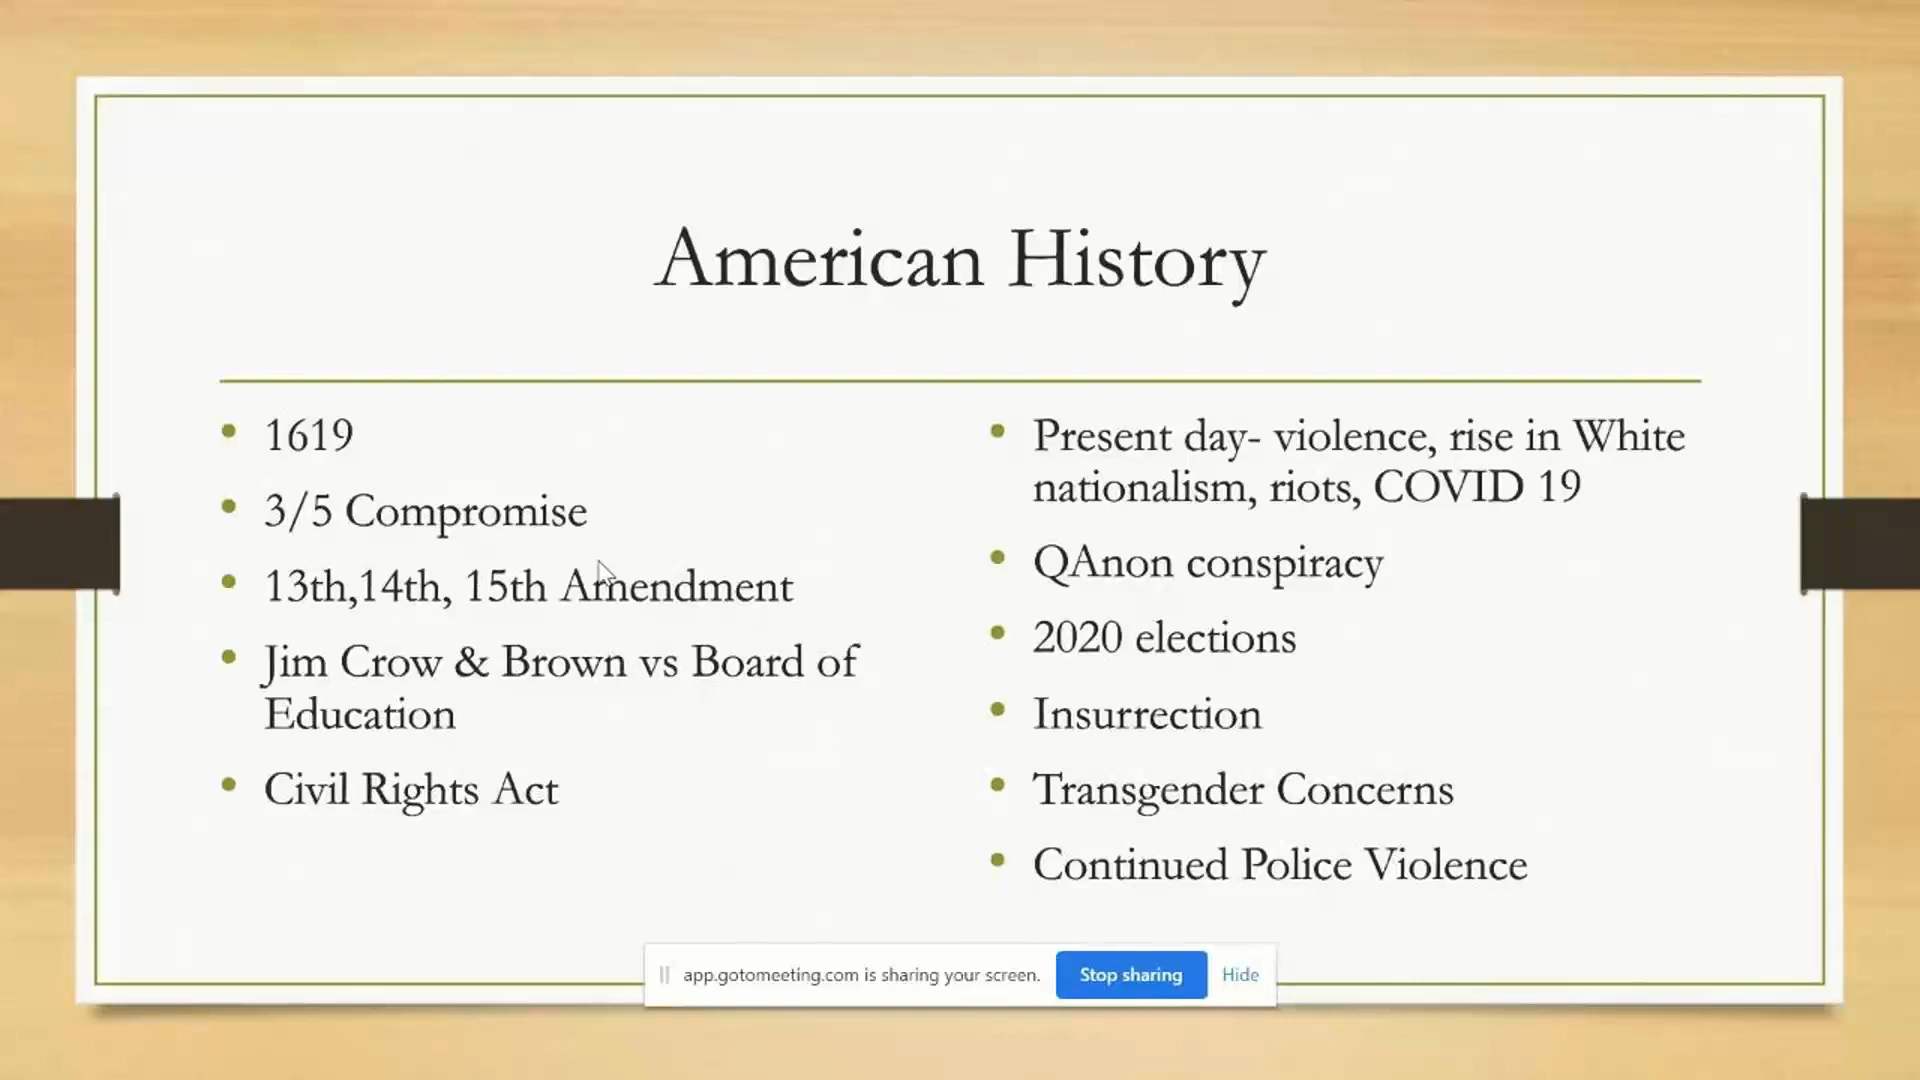 American History
1619
3/5 Compromise
13th,14th, 15th Amendment
Jim Crow & Brown vs Board of
Education
Civil Rights Act
Present day- violence, rise in White
nationalism, riots, COVID 19
QAnon conspiracy
2020 elections
Insurrection
Transgender Concerns
Continued Police Violence
app.gotomeeting.com is sharing your screen. Stop sharing Hide